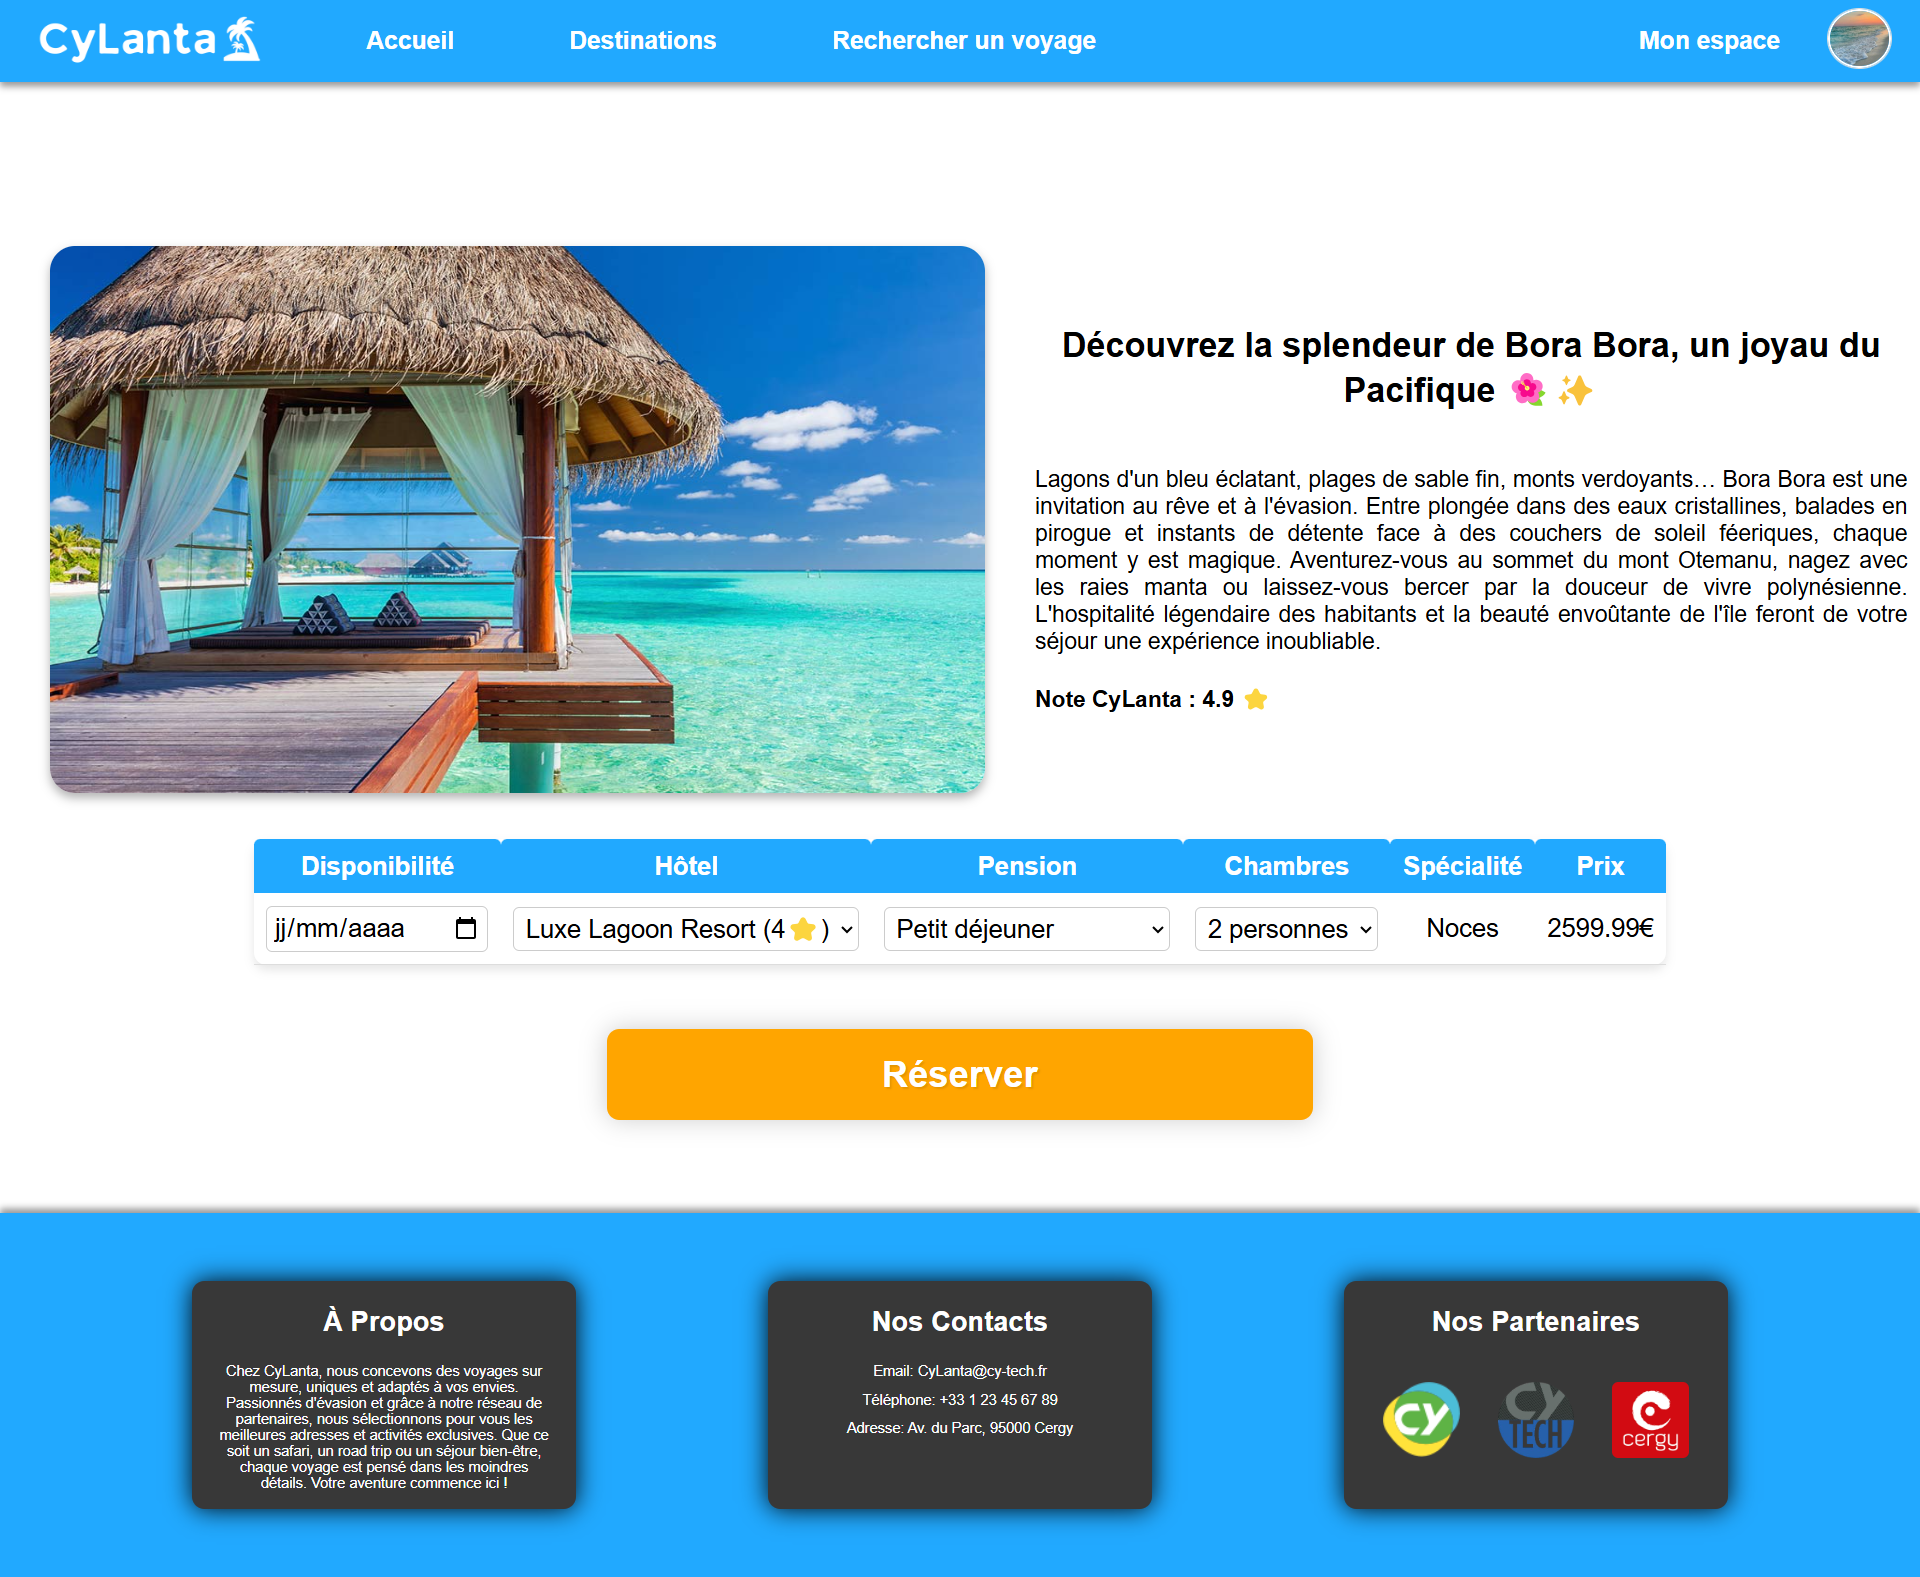 CyLanta
Accueil
Destinations
Rechercher un voyage
Mon espace
Découvrez la splendeur de Bora Bora, un joyau du
Pacifique 🌺 ✨
Lagons d'un bleu éclatant, plages de sable fin, monts verdoyants… Bora Bora est une
invitation au rêve et à l'évasion. Entre plongée dans des eaux cristallines, balades en
pirogue et instants de détente face à des couchers de soleil féeriques, chaque
moment y est magique. Aventurez-vous au sommet du mont Otemanu, nagez avec
les raies manta ou laissez-vous bercer par la douceur de vivre polynésienne.
L'hospitalité légendaire des habitants et la beauté envoûtante de l'île feront de votre
séjour une expérience inoubliable.
Note CyLanta : 4.9 ⭐
Disponibilité Hôtel Pension Chambres Spécialité Prix
jj/mm/aaaa Luxe Lagoon Resort (4⭐) Petit déjeuner 2 personnes Noces 2599.99€
Réserver
À Propos
Chez CyLanta, nous concevons des voyages sur
mesure, uniques et adaptés à vos envies.
Passionnés d'évasion et grâce à notre réseau de
partenaires, nous sélectionnons pour vous les
meilleures adresses et activités exclusives. Que ce
soit un safari, un road trip ou un séjour bien-être,
chaque voyage est pensé dans les moindres
détails. Votre aventure commence ici !
Nos Contacts
Email: CyLanta@cy-tech.fr
Téléphone: +33 1 23 45 67 89
Adresse: Av. du Parc, 95000 Cergy
Nos Partenaires
CY
CY
TECH
cergy